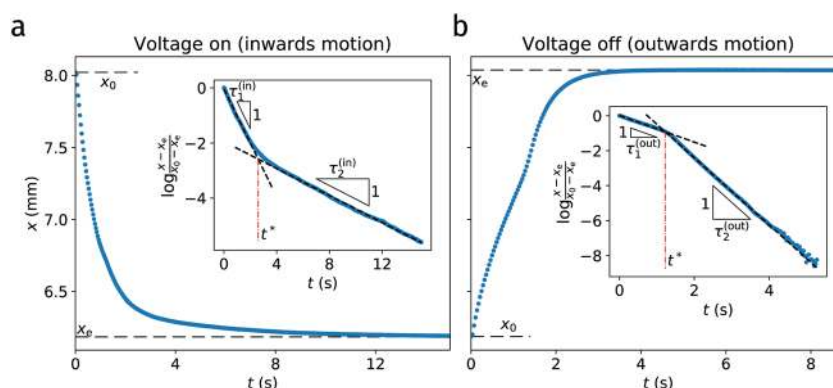 a
Voltage on (inwards motion)
8.0
7.5
7.0
6.5
x (mm)
x₀
xₑ
0
4
8
12
t (s)
0
−2
−4
log (x − xₑ)/(x₀ − xₑ)
τ₁⁽ⁱⁿ⁾
1
τ₂⁽ⁱⁿ⁾
1
t*
0
4
8
12
t (s)
b
Voltage off (outwards motion)
xₑ
x₀
0
2
4
6
8
t (s)
0
−2
−4
−6
−8
log (x − xₑ)/(x₀ − xₑ)
1
τ₁⁽ᵒᵘᵗ⁾
1
τ₂⁽ᵒᵘᵗ⁾
t*
0
2
4
t (s)